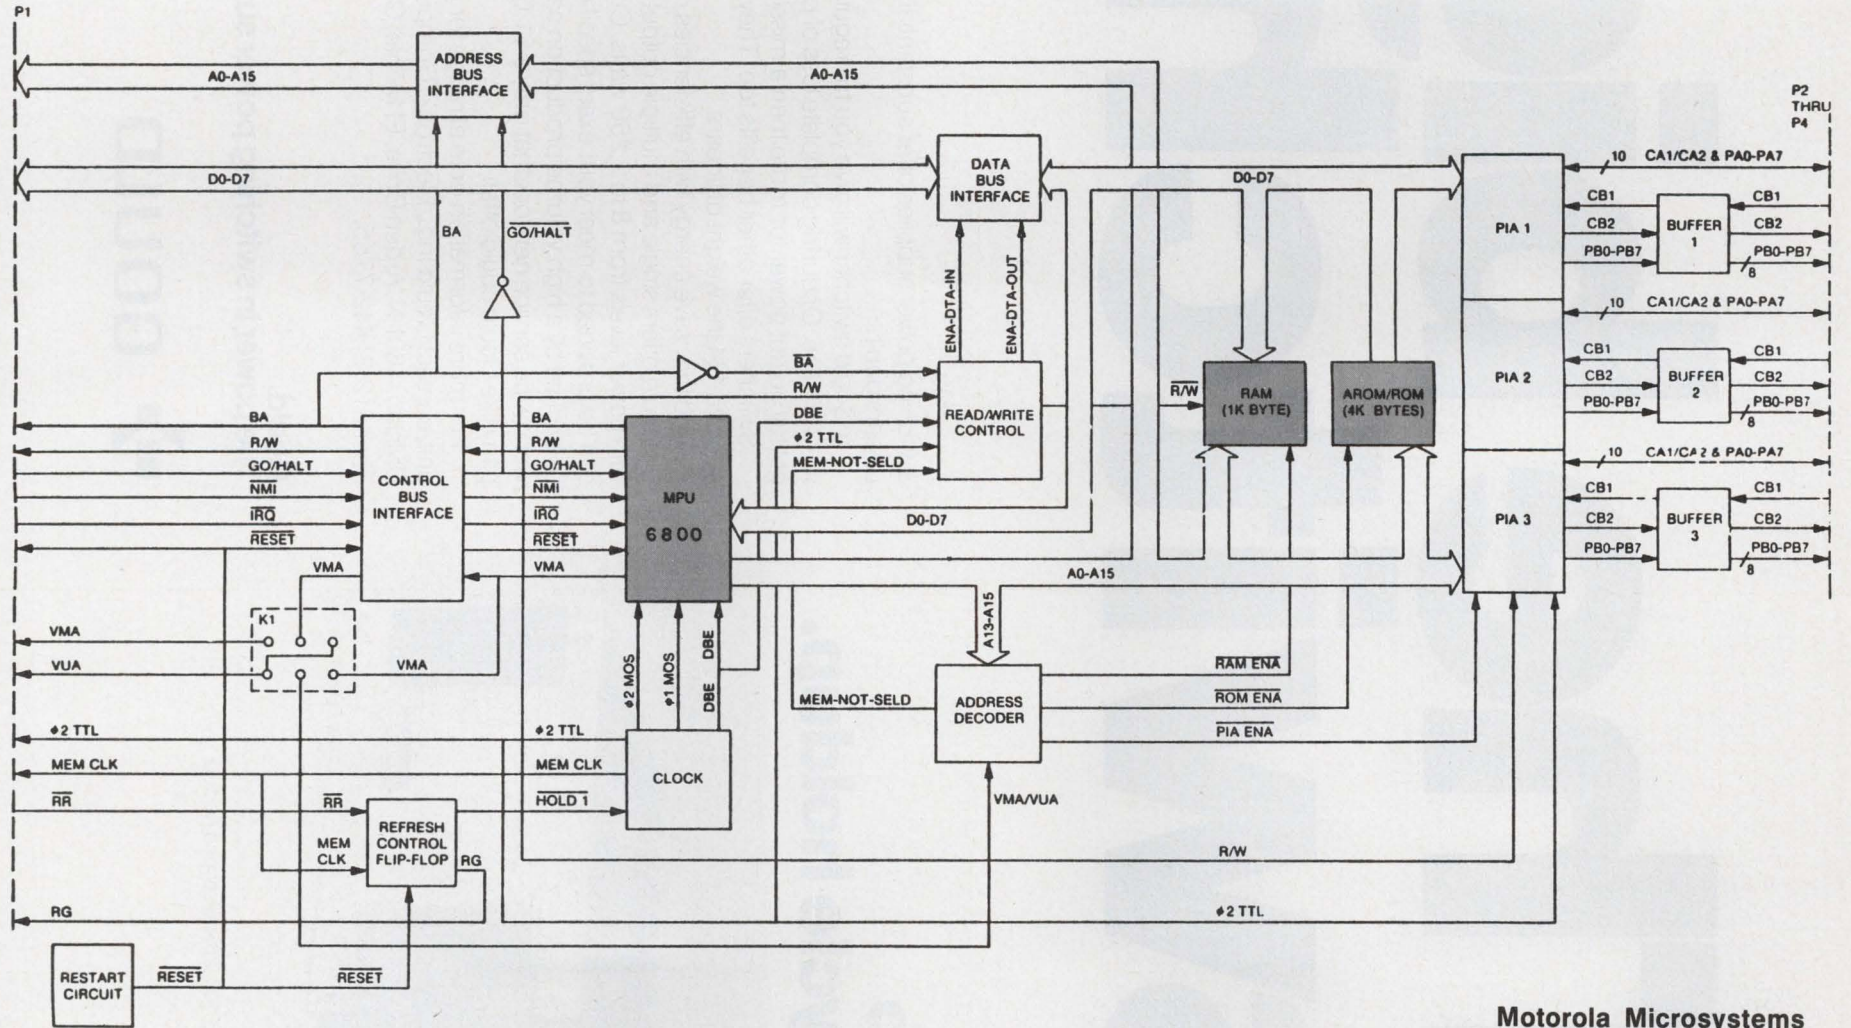 P1
ADDRESS
BUS
INTERFACE
A0-A15
A0-A15
P2
THRU
P4
DATA
BUS
INTERFACE
D0-D7
D0-D7
BA
GO/HALT
ENA-DTA-IN
ENA-DTA-OUT
PIA 1
10 CA1/CA2 & PA0-PA7
CB1
CB2
PB0-PB7
BUFFER
1
CB1
CB2
PB0-PB7
8
PIA 2
10 CA1/CA2 & PA0-PA7
CB1
CB2
PB0-PB7
BUFFER
2
CB1
CB2
PB0-PB7
8
PIA 3
10 CA1/CA2 & PA0-PA7
CB1
CB2
PB0-PB7
BUFFER
3
CB1
CB2
PB0-PB7
8
BA
R/W
DBE
ϕ2 TTL
MEM-NOT-SELD
READ/WRITE
CONTROL
R/W
RAM
(1K BYTE)
AROM/ROM
(4K BYTES)
BA
R/W
GO/HALT
NMI
IRQ
RESET
VMA
CONTROL
BUS
INTERFACE
BA
R/W
GO/HALT
NMI
IRQ
RESET
VMA
MPU
6800
D0-D7
A0-A15
A13-A15
K1
VMA
VUA
VMA
ϕ2 MOS
ϕ1 MOS
DBE
DBE
MEM-NOT-SELD
ADDRESS
DECODER
RAM ENA
ROM ENA
PIA ENA
VMA/VUA
ϕ2 TTL
ϕ2 TTL
MEM CLK
MEM CLK
CLOCK
RR
RR
HOLD 1
MEM
CLK
REFRESH
CONTROL
FLIP-FLOP
RG
R/W
RG
ϕ2 TTL
RESTART
CIRCUIT
RESET
RESET
Motorola Microsystems